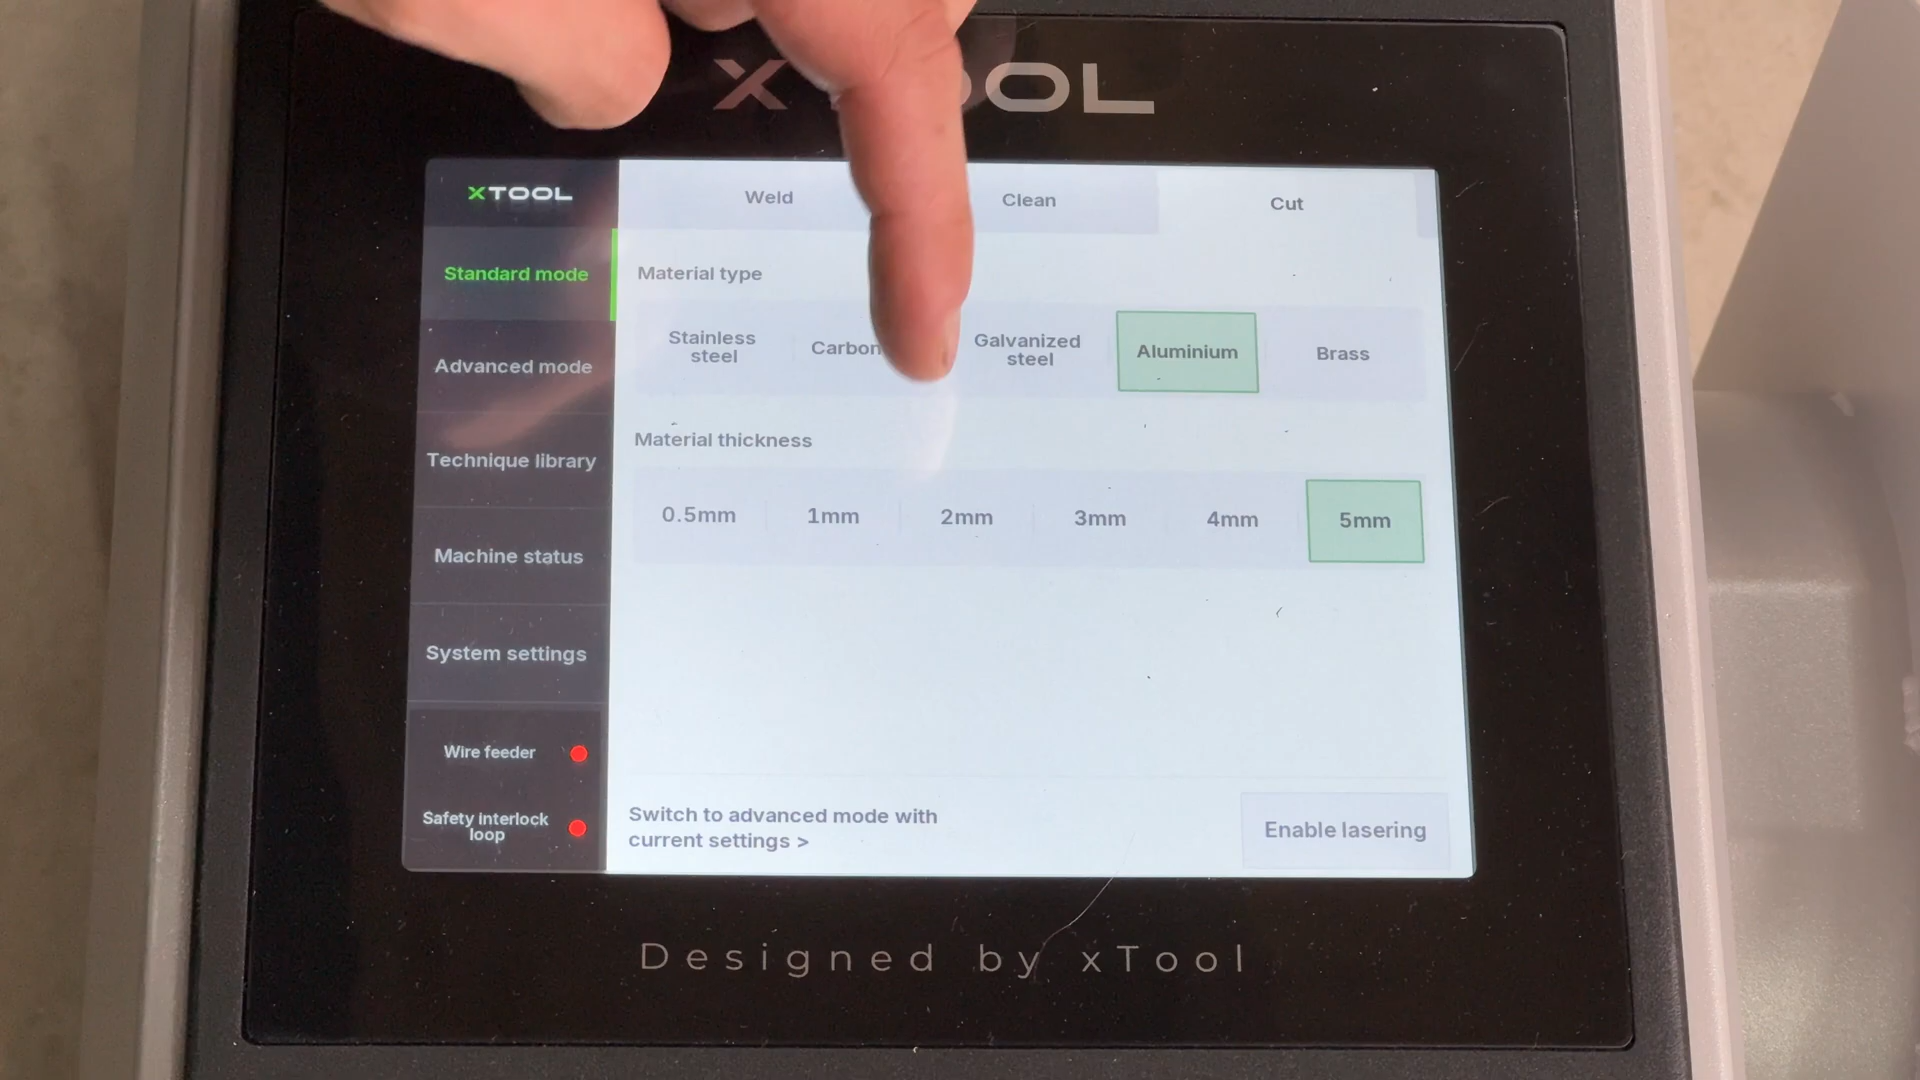 X OOL
XTOOL
Weld
Clean
Cut
Standard mode
Advanced mode
Technique library
Machine status
System settings
Wire feeder
Safety interlock
loop
Material type
Stainless
steel
Carbon
Galvanized
steel
Aluminium
Brass
Material thickness
0.5mm
1mm
2mm
3mm
4mm
5mm
Switch to advanced mode with
current settings >
Enable lasering
Designed by xTool